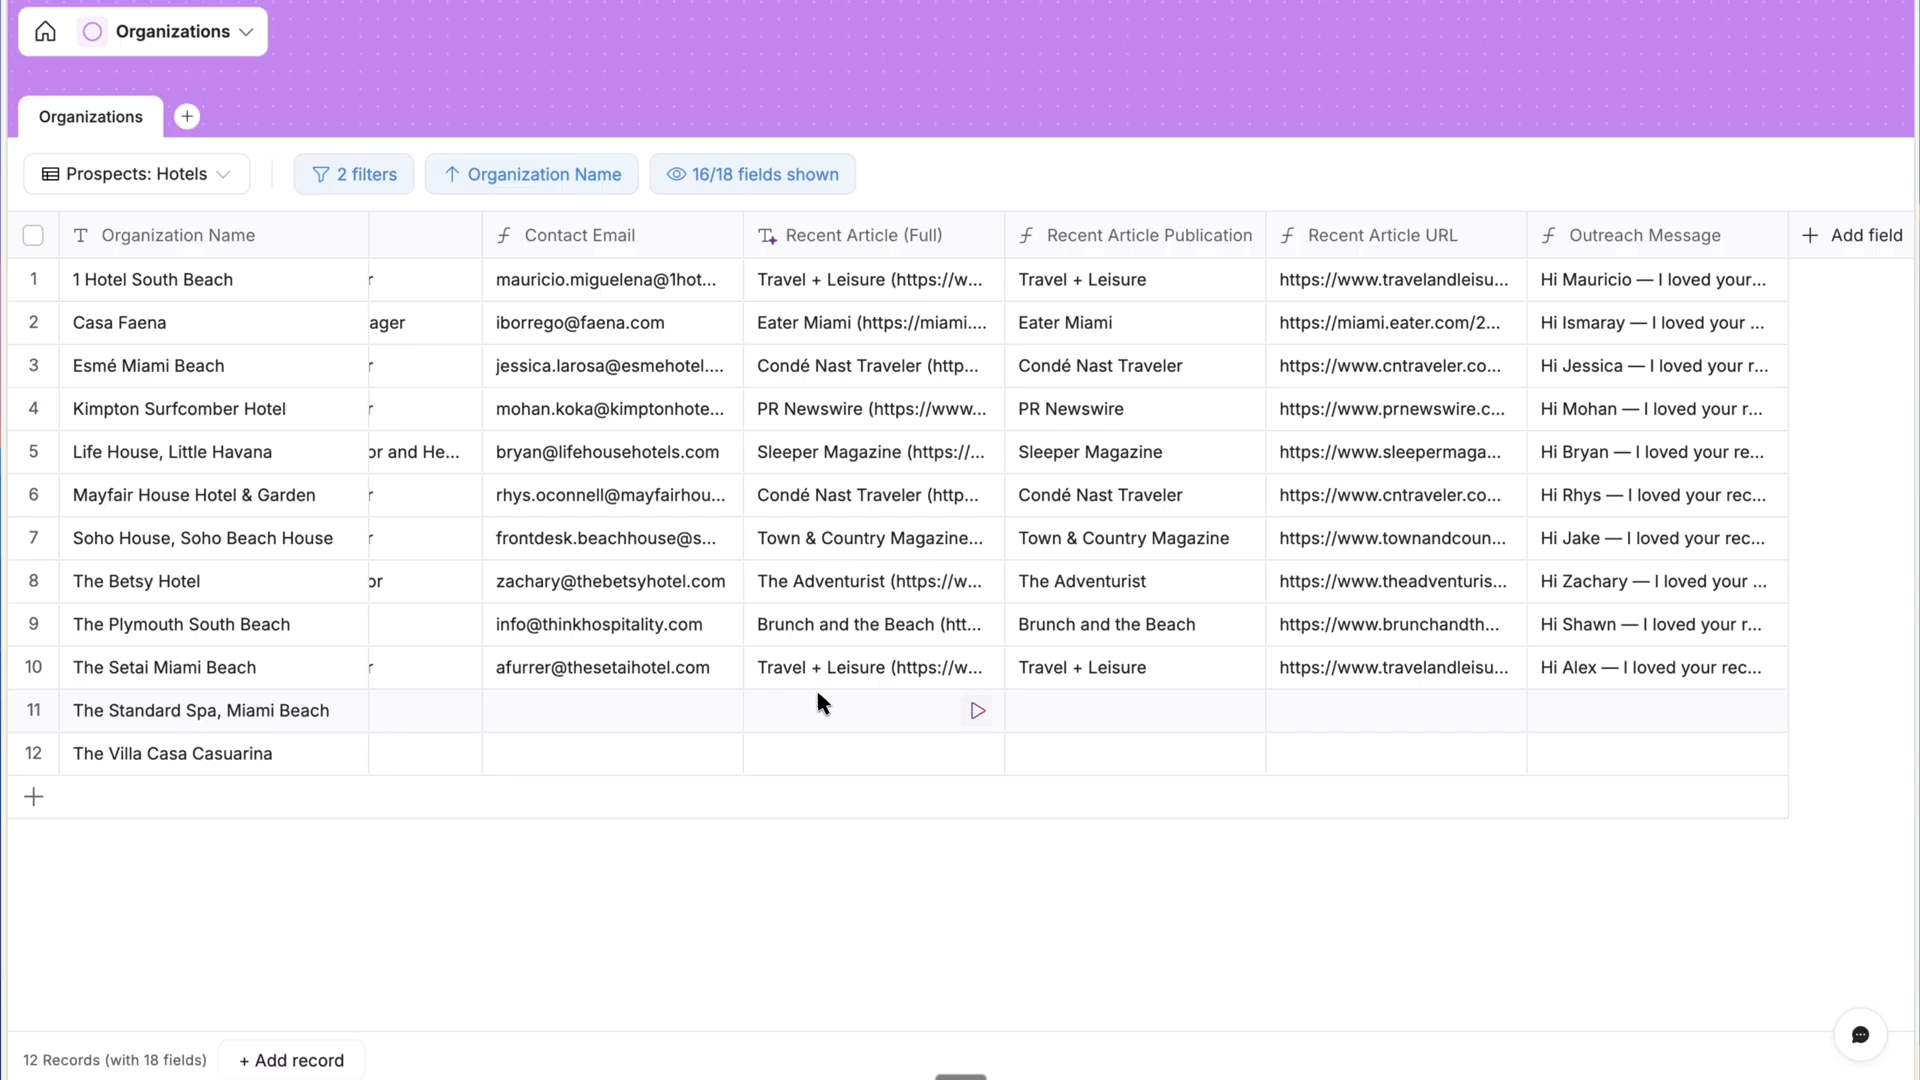 Organizations
Organizations
Prospects: Hotels
2 filters
Organization Name
16/18 fields shown
Organization Name Contact Email Recent Article (Full) Recent Article Publication Recent Article URL Outreach Message Add field
1 1 Hotel South Beach r mauricio.miguelena@1hot... Travel + Leisure (https://w... Travel + Leisure https://www.travelandleisu... Hi Mauricio — I loved your...
2 Casa Faena ager iborrego@faena.com Eater Miami (https://miami.... Eater Miami https://miami.eater.com/2... Hi Ismaray — I loved your ...
3 Esmé Miami Beach r jessica.larosa@esmehotel.... Condé Nast Traveler (http... Condé Nast Traveler https://www.cntraveler.co... Hi Jessica — I loved your r...
4 Kimpton Surfcomber Hotel r mohan.koka@kimptonhote... PR Newswire (https://www... PR Newswire https://www.prnewswire.c... Hi Mohan — I loved your r...
5 Life House, Little Havana or and He... bryan@lifehousehotels.com Sleeper Magazine (https://... Sleeper Magazine https://www.sleepermaga... Hi Bryan — I loved your re...
6 Mayfair House Hotel & Garden r rhys.oconnell@mayfairhou... Condé Nast Traveler (http... Condé Nast Traveler https://www.cntraveler.co... Hi Rhys — I loved your rec...
7 Soho House, Soho Beach House r frontdesk.beachhouse@s... Town & Country Magazine... Town & Country Magazine https://www.townandcoun... Hi Jake — I loved your rec...
8 The Betsy Hotel or zachary@thebetsyhotel.com The Adventurist (https://w... The Adventurist https://www.theadventuris... Hi Zachary — I loved your ...
9 The Plymouth South Beach info@thinkhospitality.com Brunch and the Beach (htt... Brunch and the Beach https://www.brunchandth... Hi Shawn — I loved your r...
10 The Setai Miami Beach r afurrer@thesetaihotel.com Travel + Leisure (https://w... Travel + Leisure https://www.travelandleisu... Hi Alex — I loved your rec...
11 The Standard Spa, Miami Beach
12 The Villa Casa Casuarina
12 Records (with 18 fields)
+ Add record